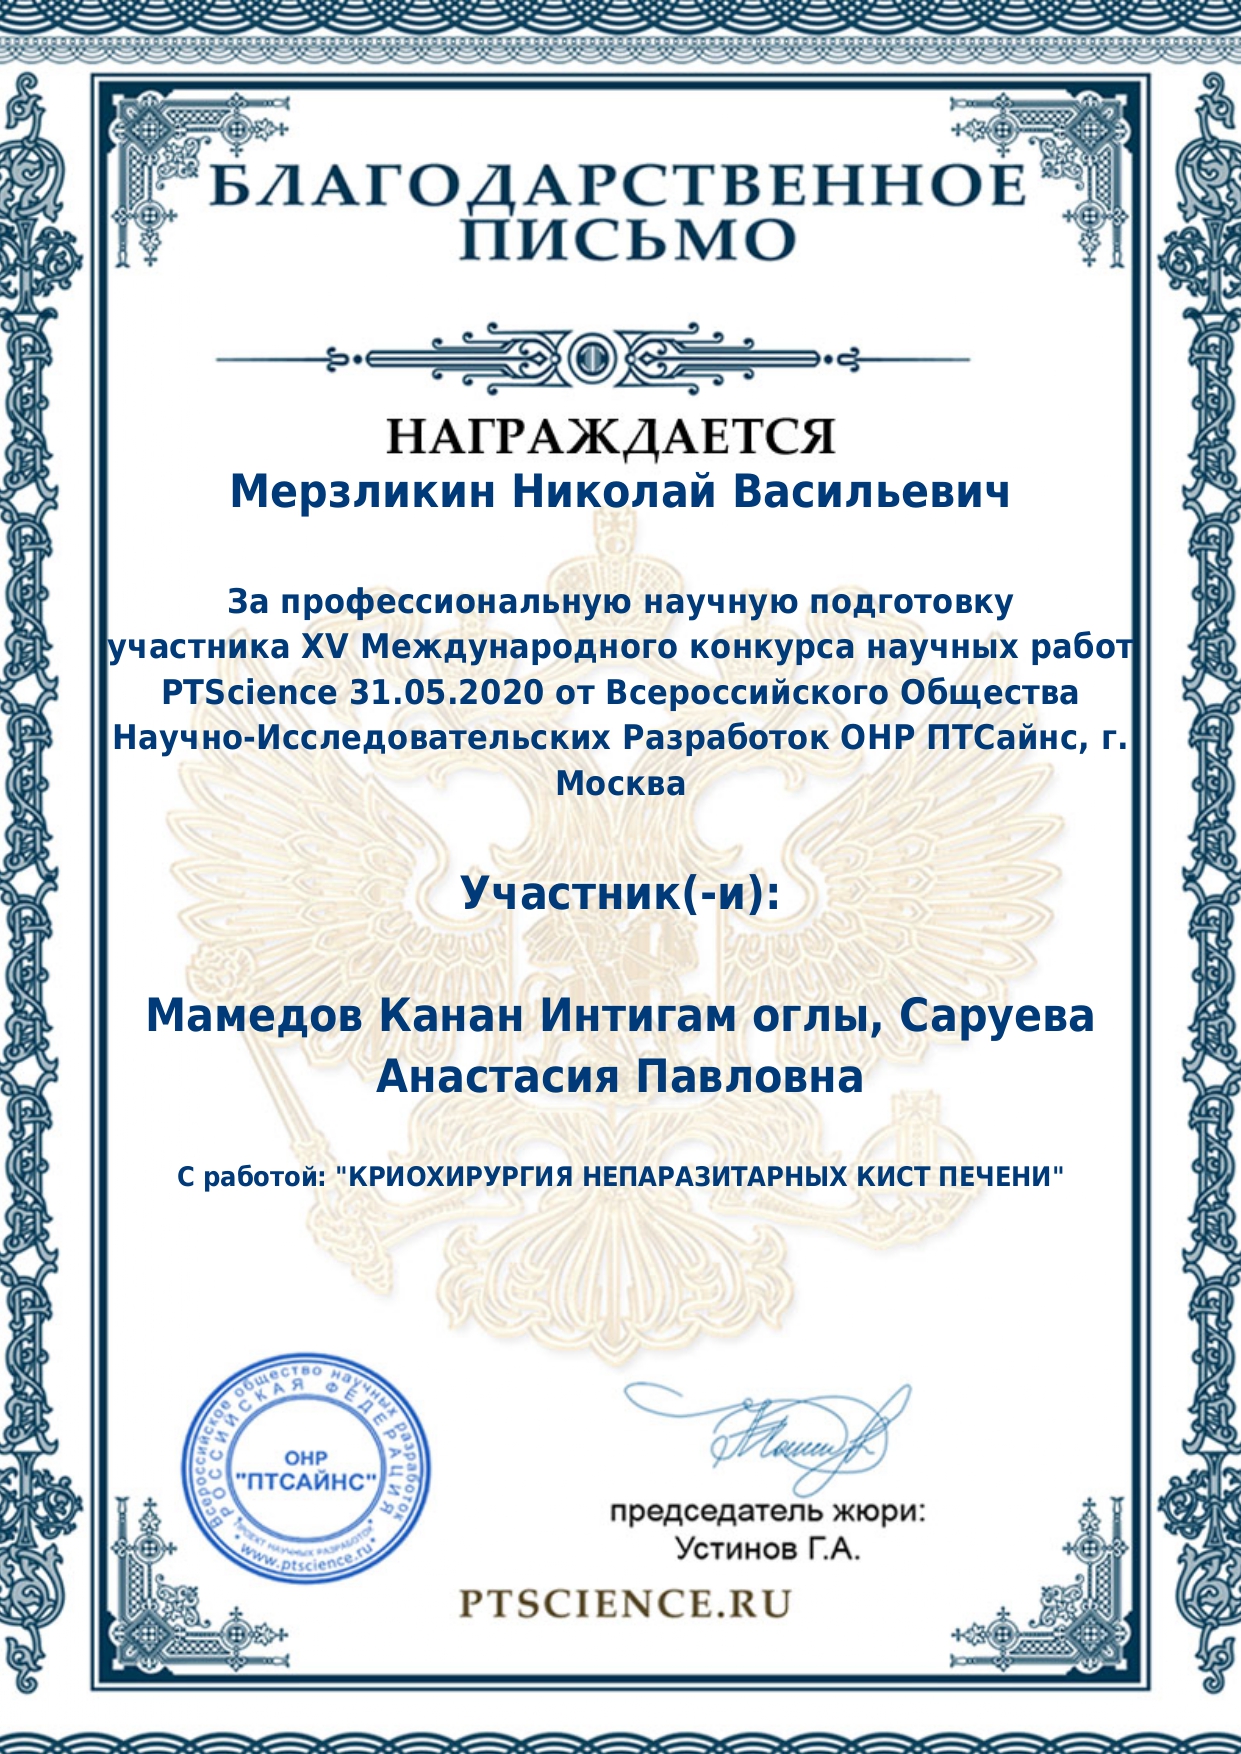 БЛАГОДАРСТВЕННОЕ
ПИСЬМО
НАГРАЖДАЕТСЯ
Мерзликин Николай Васильевич
За профессиональную научную подготовку
участника XV Международного конкурса научных работ
PTScience 31.05.2020 от Всероссийского Общества
Научно-Исследовательских Разработок ОНР ПТСайнс, г.
Москва
Участник(-и):
Мамедов Канан Интигам оглы, Саруева
Анастасия Павловна
С работой: "КРИОХИРУРГИЯ НЕПАРАЗИТАРНЫХ КИСТ ПЕЧЕНИ"
Всероссийское общество научных разработок
РОССИЙСКАЯ ФЕДЕРАЦИЯ
ОНР
"ПТСАЙНС"
ПРОЕКТ НАУЧНЫХ РАЗРАБОТОК
www.ptscience.ru
председатель жюри:
Устинов Г.А.
PTSCIENCE.RU